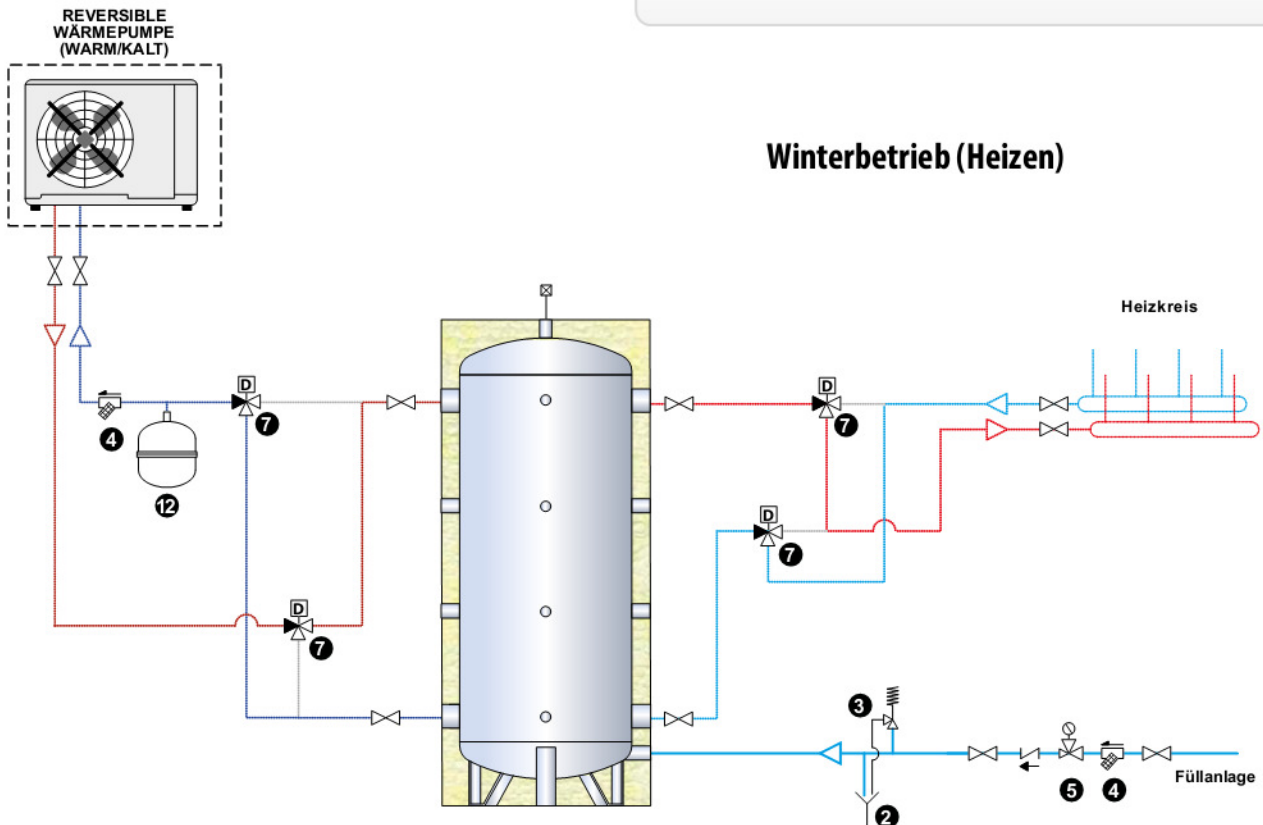 REVERSIBLE
WÄRMEPUMPE
(WARM/KALT)
Winterbetrieb (Heizen)
Heizkreis
D
7
4
12
D
7
D
7
D
7
3
5
4
Füllanlage
2